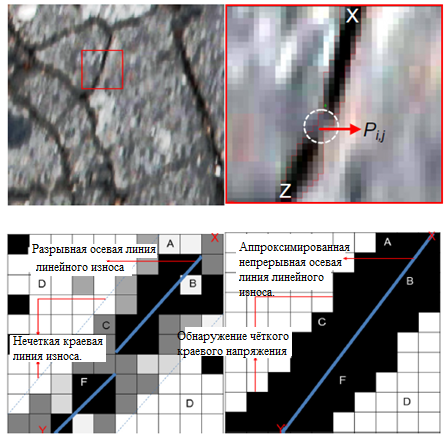 X
P i,j
Z
X
A
Разрывная осевая линия
линейного износа
D
B
C
Нечеткая краевая
линия износа.
F
D
Y
X
Аппроксимированная
непрерывная осевая
линия линейного
износа.
A
B
C
Обнаружение чёткого
краевого напряжения
F
D
Y